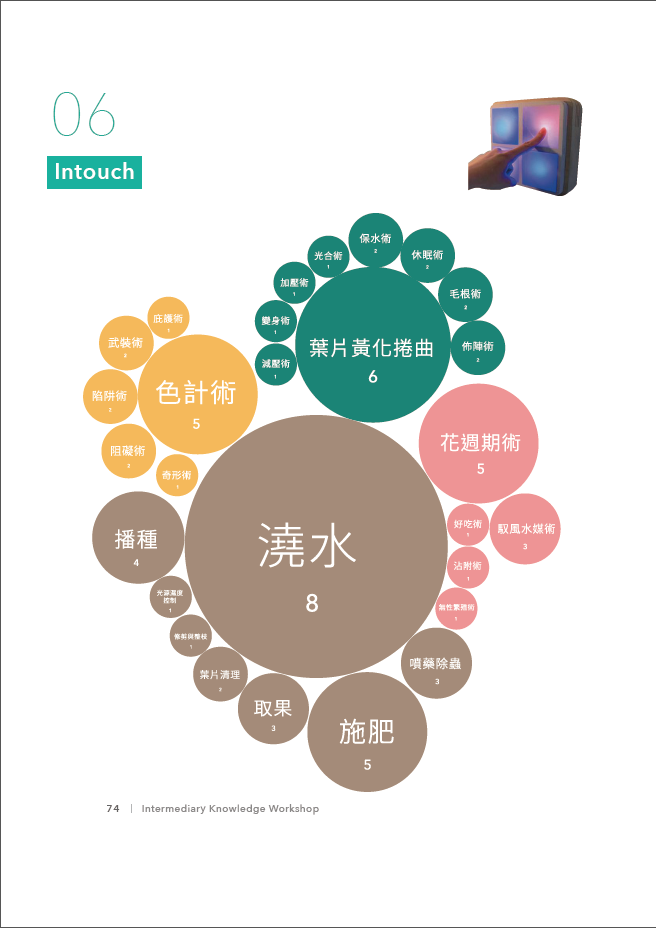 06
Intouch
保水術
2
光合術
1
休眠術
2
加壓術
1
毛根術
2
變身術
1
佈陣術
2
減壓術
1
葉片黃化捲曲
6
庇護術
1
武裝術
2
色計術
5
陷阱術
2
阻礙術
2
奇形術
1
花週期術
5
好吃術
1
馭風水媒術
3
沾附術
1
無性繁殖術
1
澆水
8
播種
4
光源濕度
控制
1
修剪與整枝
1
葉片清理
2
取果
3
施肥
5
噴藥除蟲
3
74 | Intermediary Knowledge Workshop